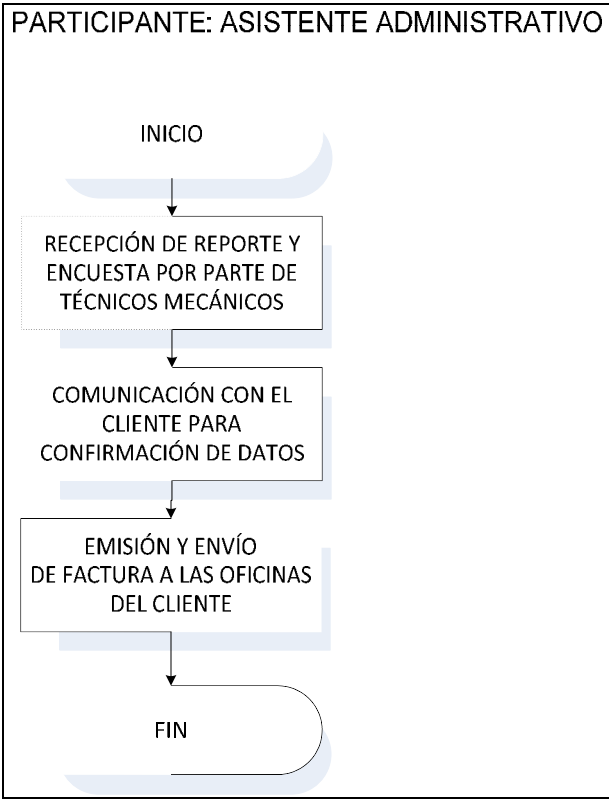 PARTICIPANTE: ASISTENTE ADMINISTRATIVO
INICIO
RECEPCIÓN DE REPORTE Y
ENCUESTA POR PARTE DE
TÉCNICOS MECÁNICOS
COMUNICACIÓN CON EL
CLIENTE PARA
CONFIRMACIÓN DE DATOS
EMISIÓN Y ENVÍO
DE FACTURA A LAS OFICINAS
DEL CLIENTE
FIN